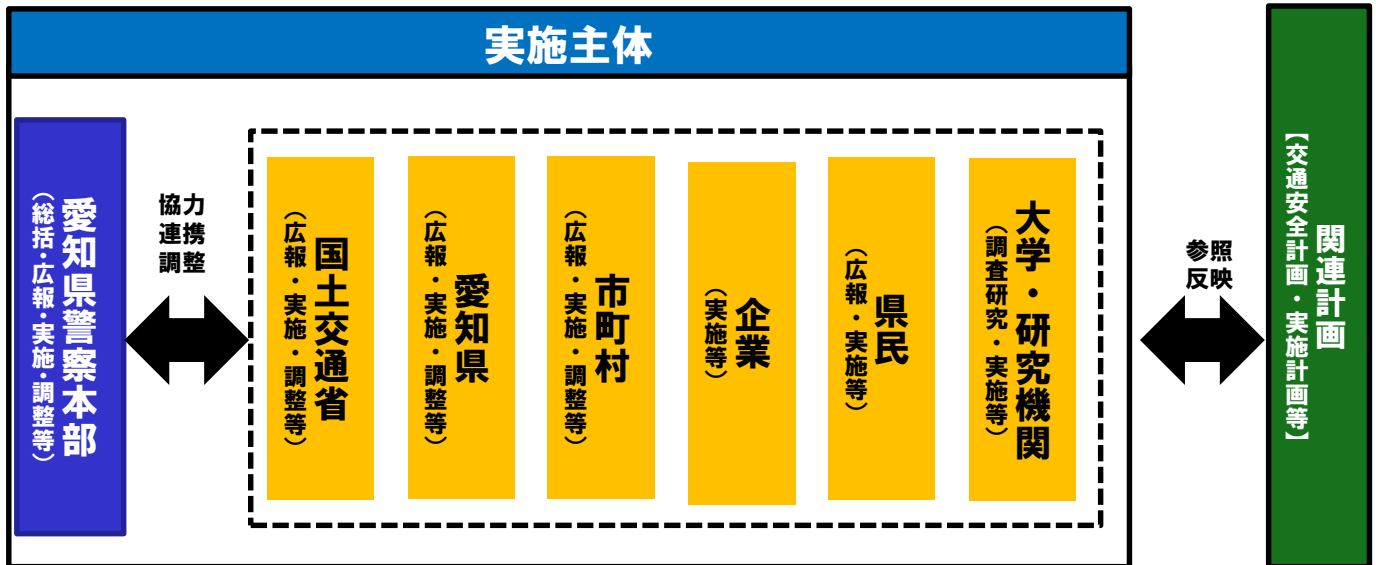 実施主体
愛知県警察本部
（総括・広報・実施・調整等）
協力
連携
調整
国土交通省
（広報・実施・調整等）
愛知県
（広報・実施・調整等）
市町村
（広報・実施・調整等）
企業
（実施等）
県民
（広報・実施等）
大学・研究機関
（調査研究・実施等）
参照
反映
関連計画
【交通安全計画・実施計画等】